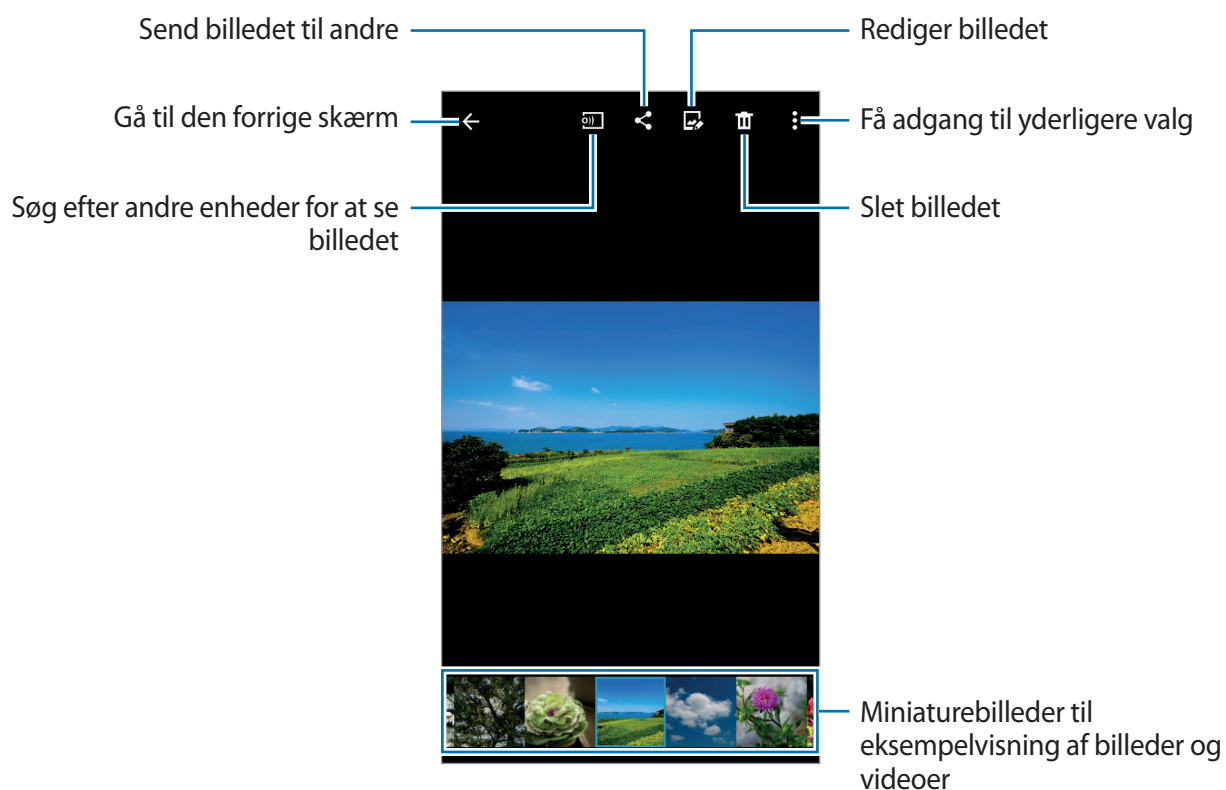 Send billedet til andre
Gå til den forrige skærm
Søg efter andre enheder for at se
billedet
Rediger billedet
Få adgang til yderligere valg
Slet billedet
Miniaturebilleder til
eksempelvisning af billeder og
videoer